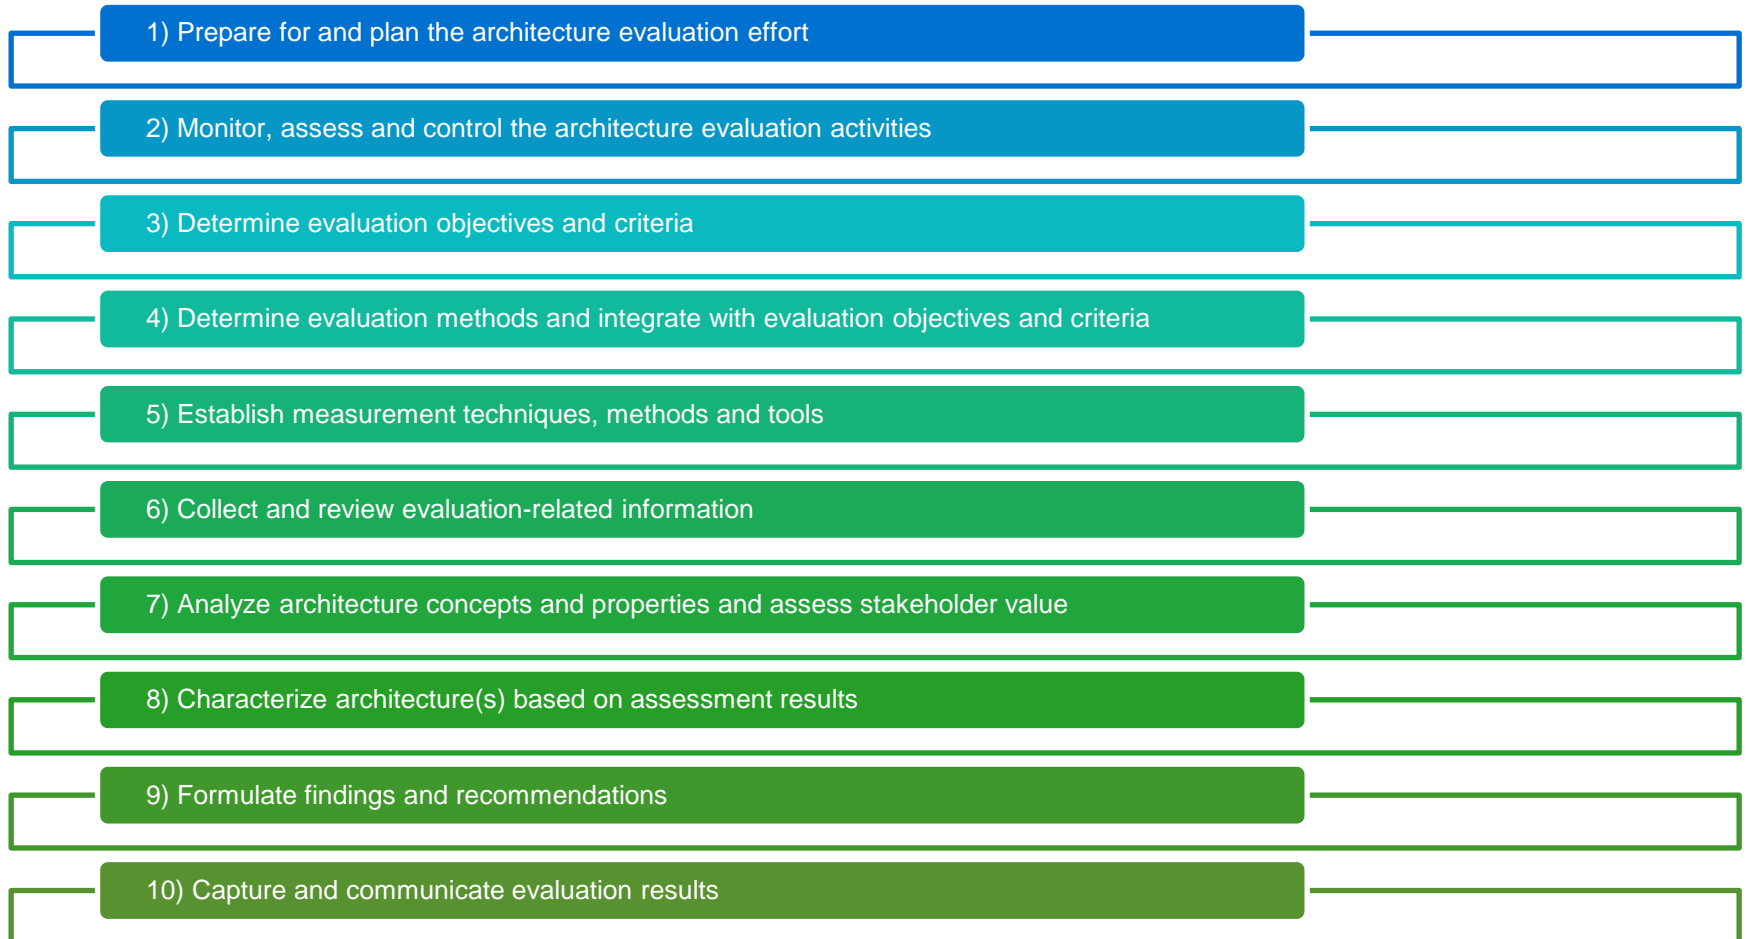 1) Prepare for and plan the architecture evaluation effort
2) Monitor, assess and control the architecture evaluation activities
3) Determine evaluation objectives and criteria
4) Determine evaluation methods and integrate with evaluation objectives and criteria
5) Establish measurement techniques, methods and tools
6) Collect and review evaluation-related information
7) Analyze architecture concepts and properties and assess stakeholder value
8) Characterize architecture(s) based on assessment results
9) Formulate findings and recommendations
10) Capture and communicate evaluation results